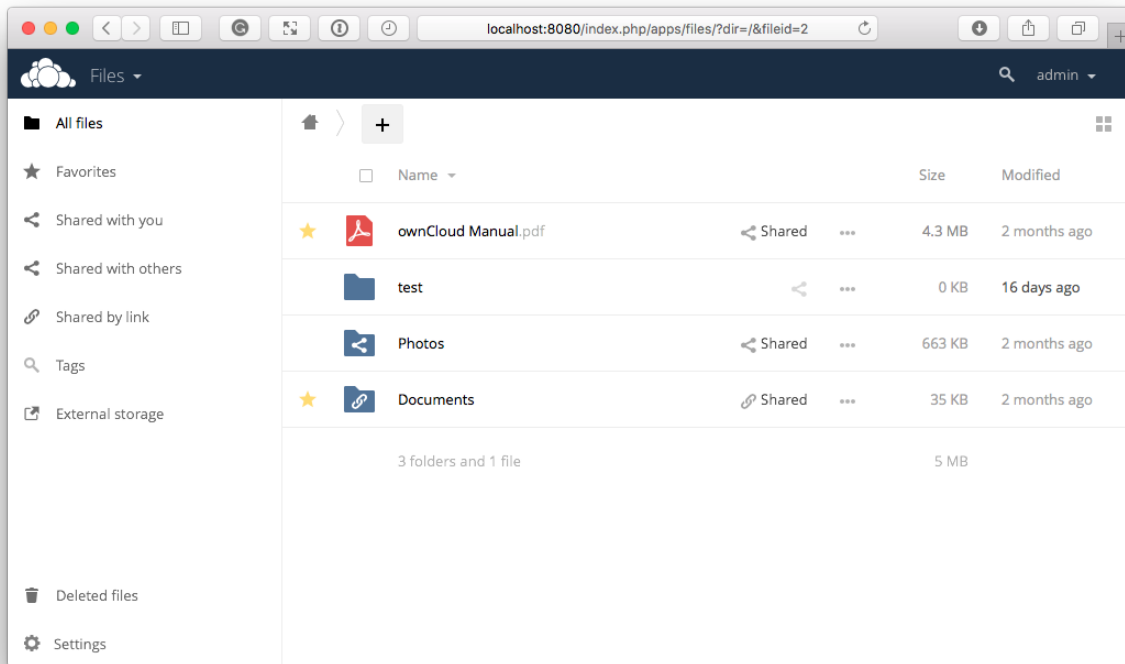 localhost:8080/index.php/apps/files/?dir=/&fileid=2
Files
admin
All files
Favorites
Shared with you
Shared with others
Shared by link
Tags
External storage
Deleted files
Settings
Name Size Modified
ownCloud Manual.pdf Shared 4.3 MB 2 months ago
test 0 KB 16 days ago
Photos Shared 663 KB 2 months ago
Documents Shared 35 KB 2 months ago
3 folders and 1 file 5 MB